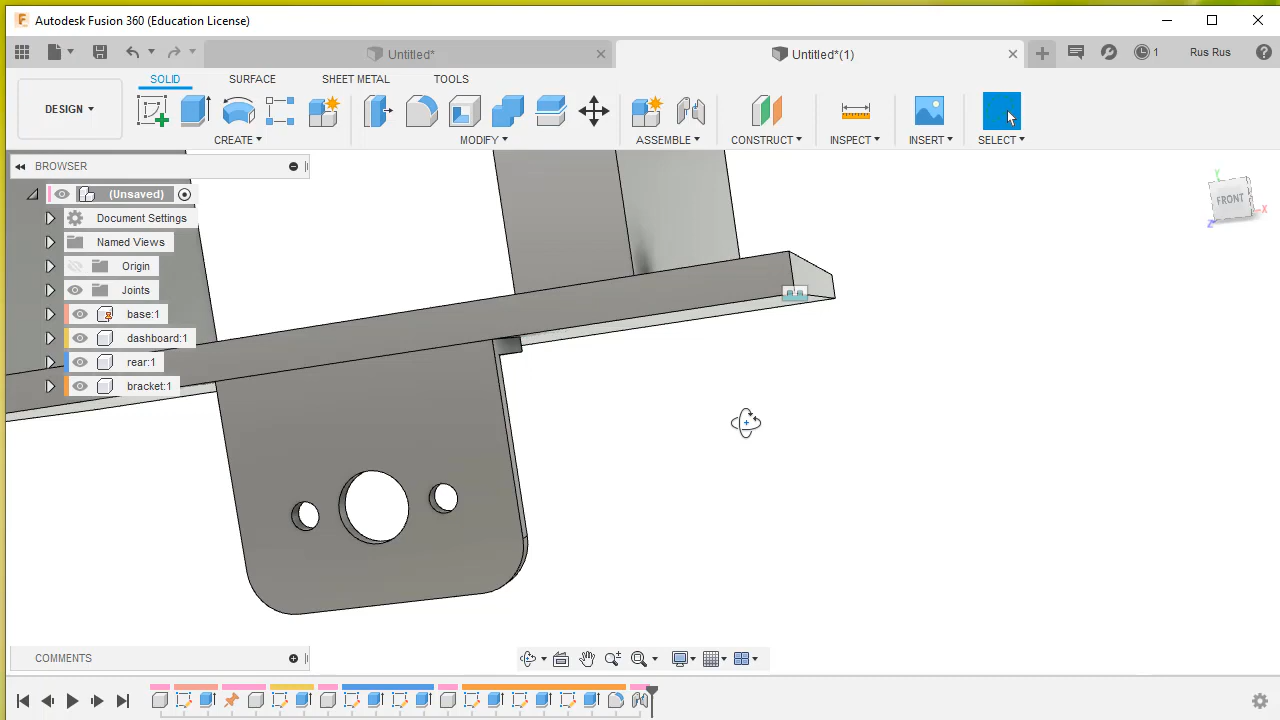 Autodesk Fusion 360 (Education License)
Untitled*
Untitled*(1)
1
Rus Rus
DESIGN
SOLID
SURFACE
SHEET METAL
TOOLS
CREATE
MODIFY
ASSEMBLE
CONSTRUCT
INSPECT
INSERT
SELECT
BROWSER
(Unsaved)
Document Settings
Named Views
Origin
Joints
base:1
dashboard:1
rear:1
bracket:1
Y
FRONT
X
Z
COMMENTS